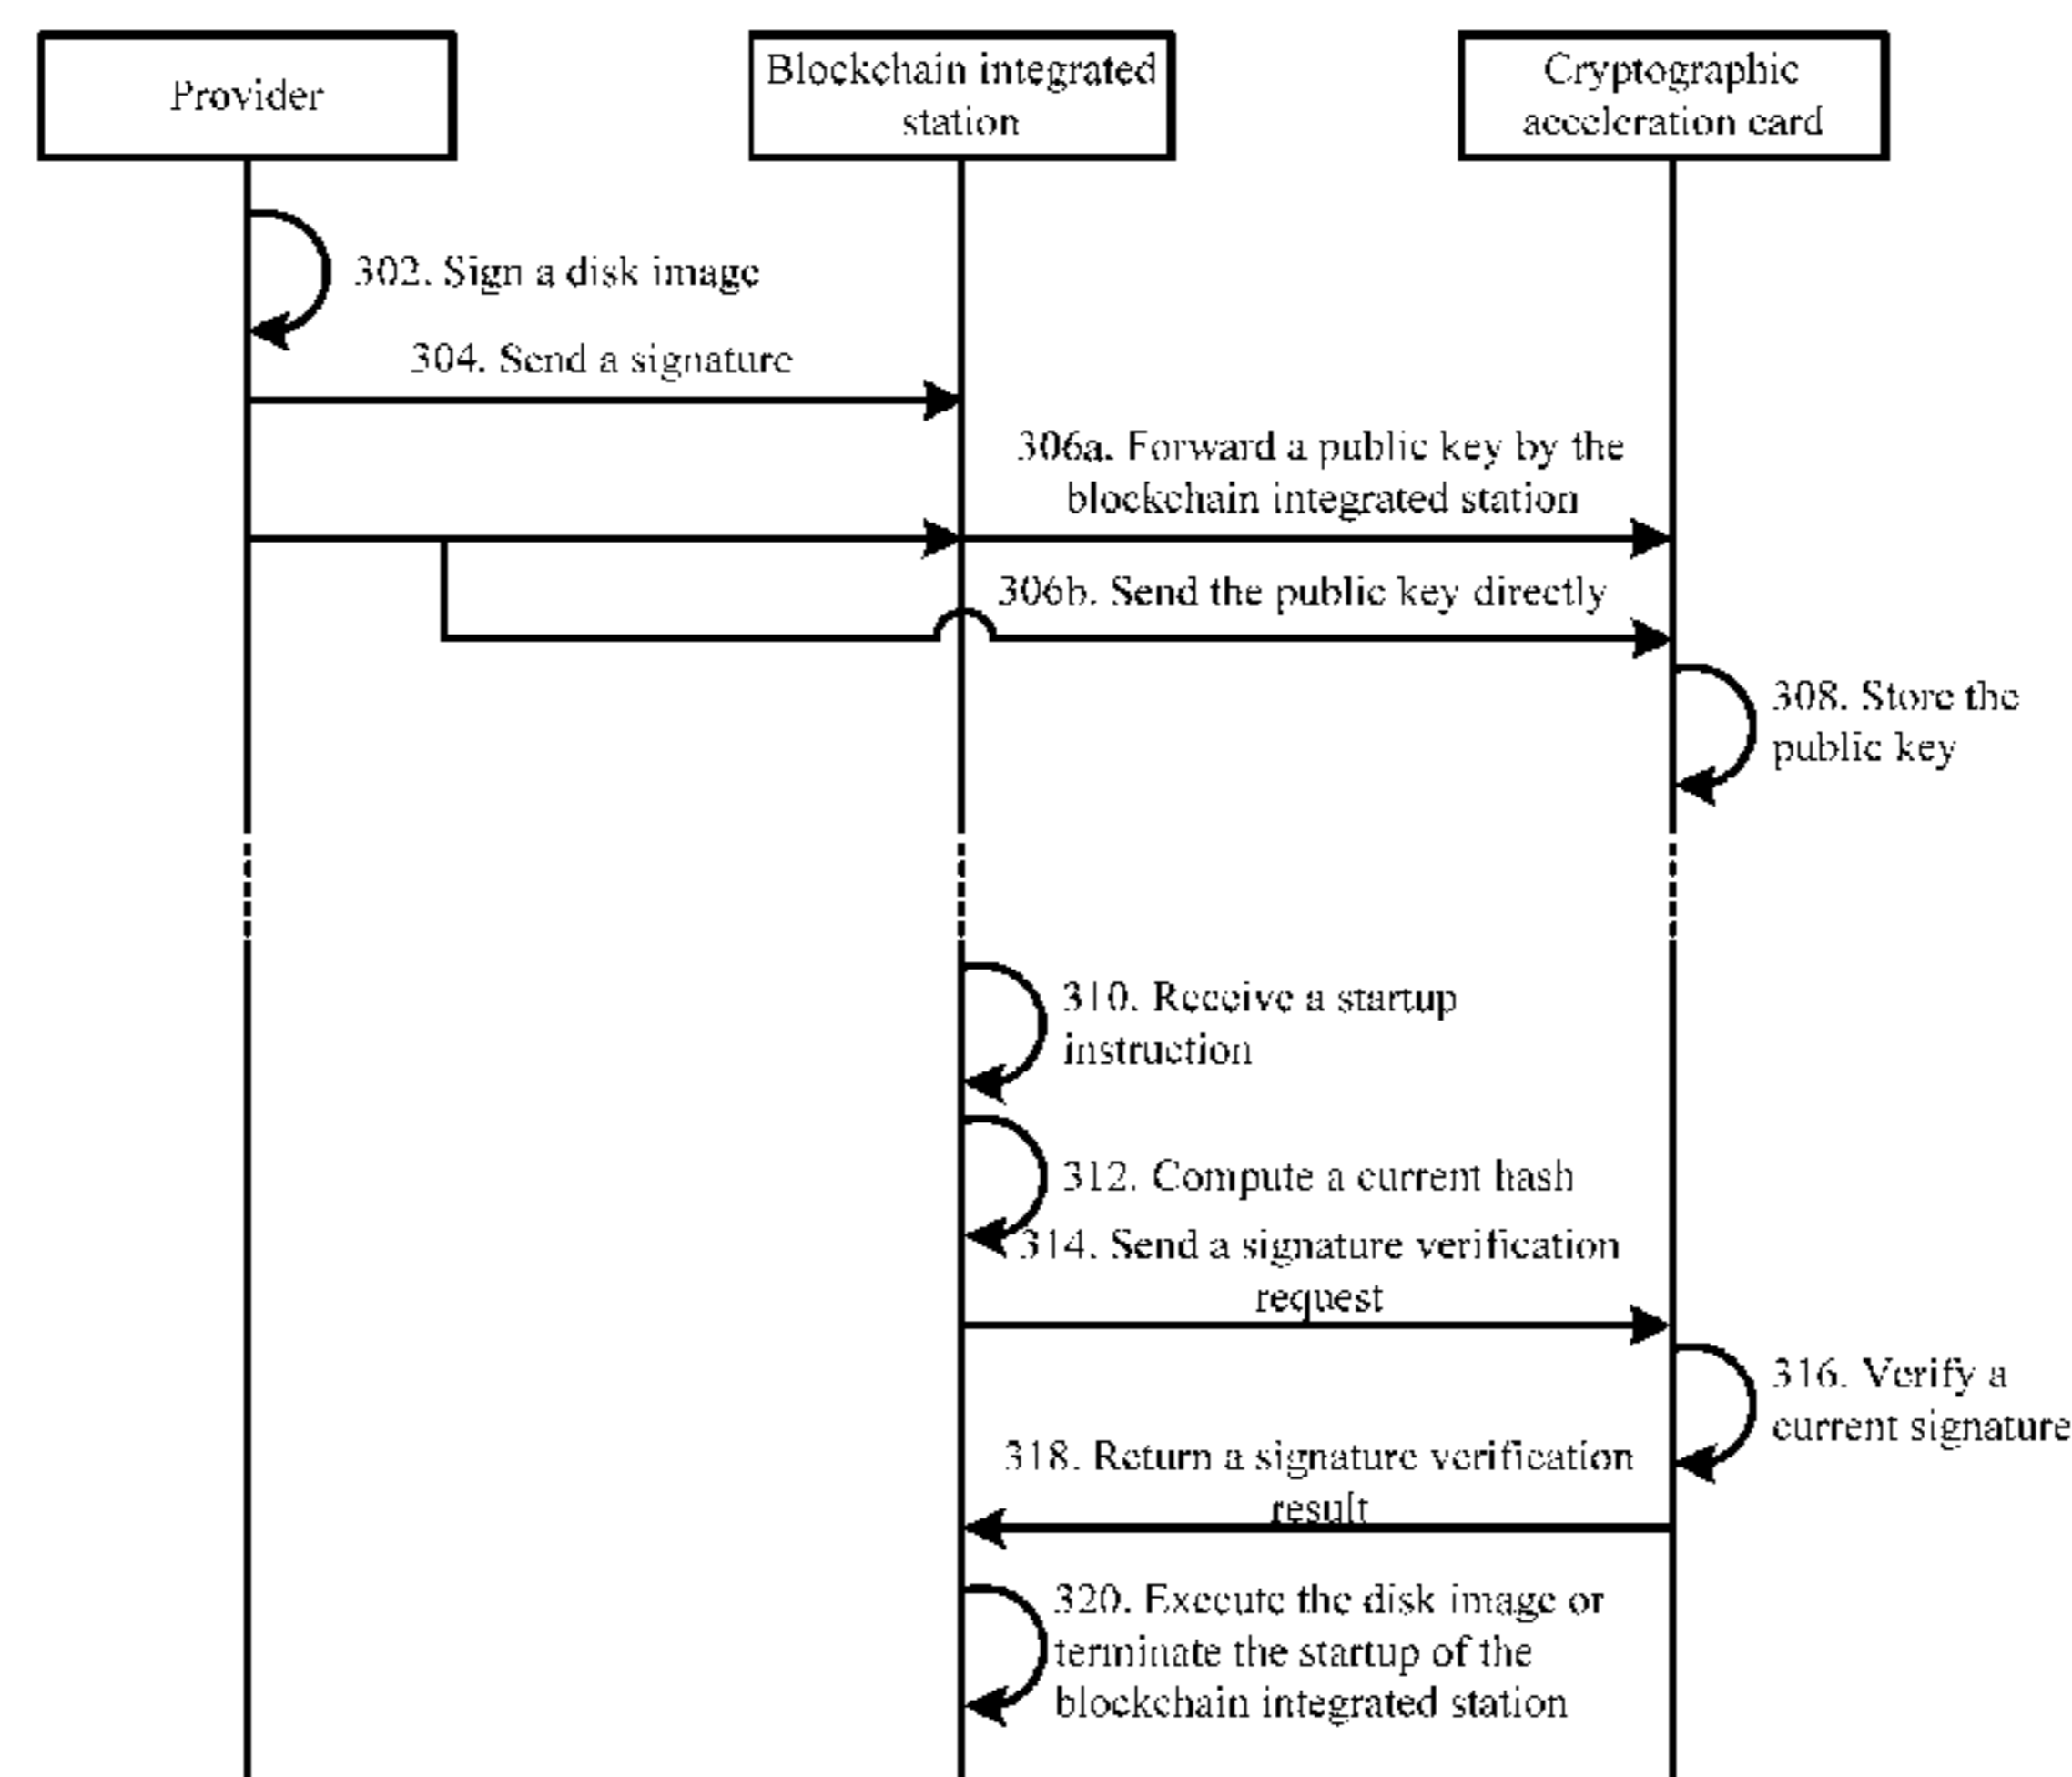 Provider
Blockchain integrated
station
Cryptographic
acceleration card
302. Sign a disk image
304. Send a signature
306a. Forward a public key by the
blockchain integrated station
306b. Send the public key directly
308. Store the
public key
310. Receive a startup
instruction
312. Compute a current hash
314. Send a signature verification
request
316. Verify a
current signature
318. Return a signature verification
result
320. Execute the disk image or
terminate the startup of the
blockchain integrated station